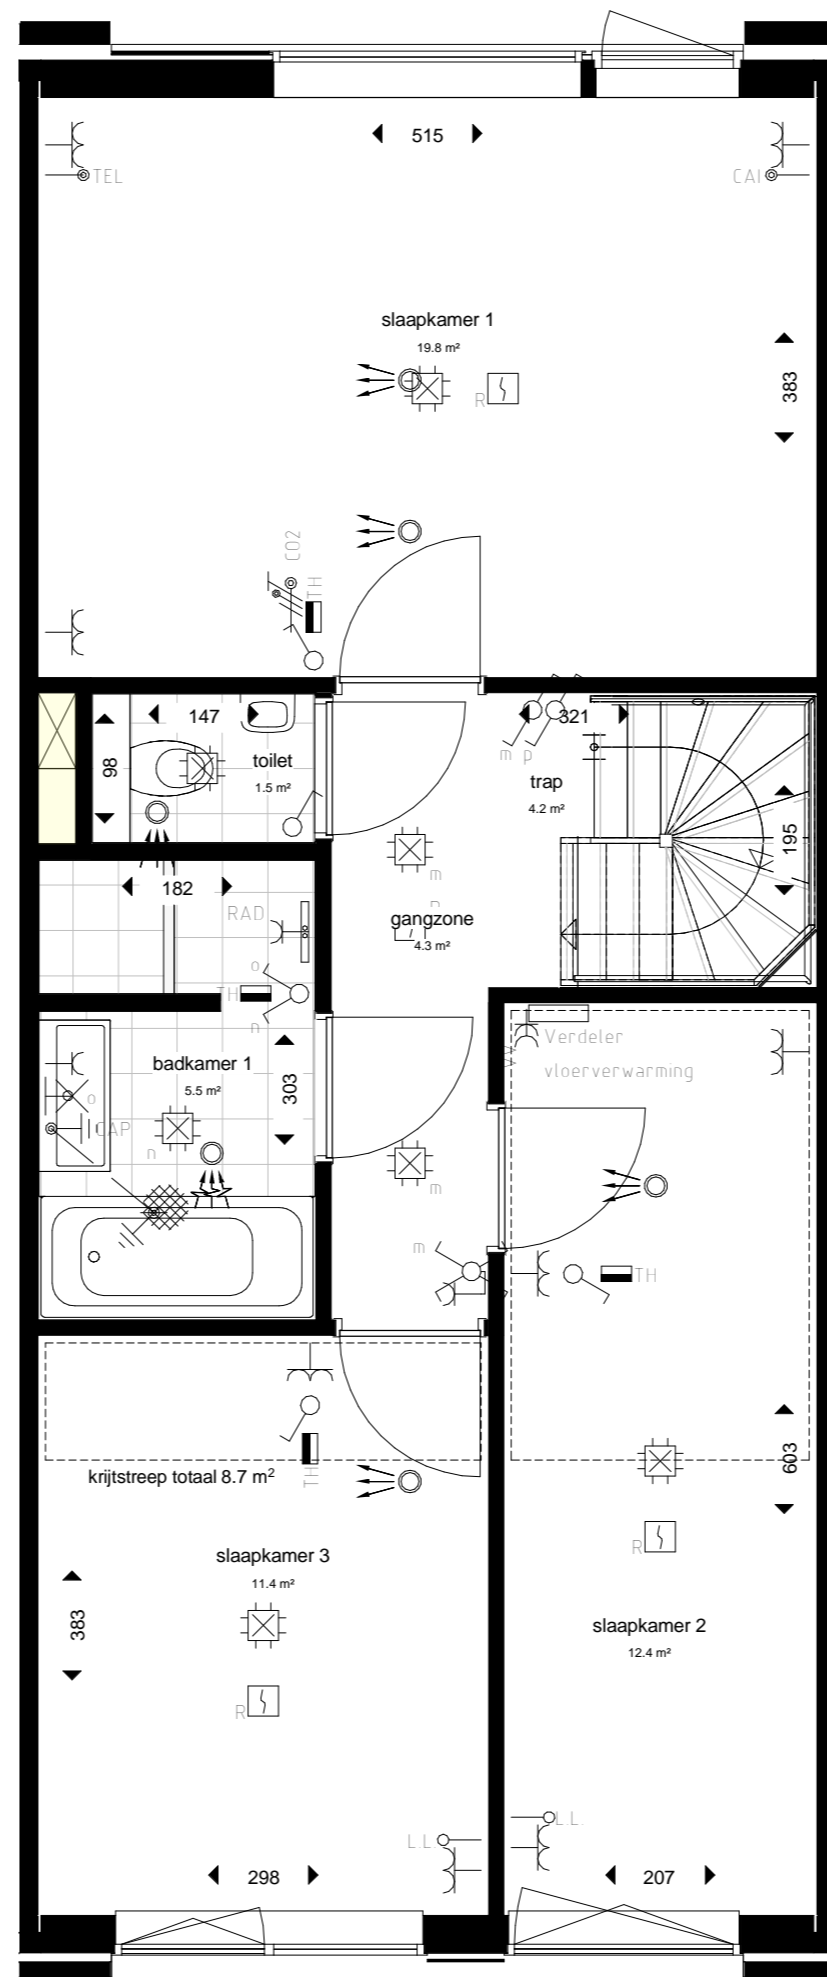 515
TEL
CAI
slaapkamer 1
19.8 m²
383
R
CO2
TH
147
321
98
toilet
1.5 m²
m
p
trap
4.2 m²
195
m
182
RAD
gangzone
4.3 m²
o
TH
n
Verdeler
vloerverwarming
badkamer 1
5.5 m²
303
o
CAP
n
m
m
TH
603
krijtstreep totaal 8.7 m²
TH
R
slaapkamer 3
11.4 m²
383
slaapkamer 2
12.4 m²
R
L.L
L.L.
298
207